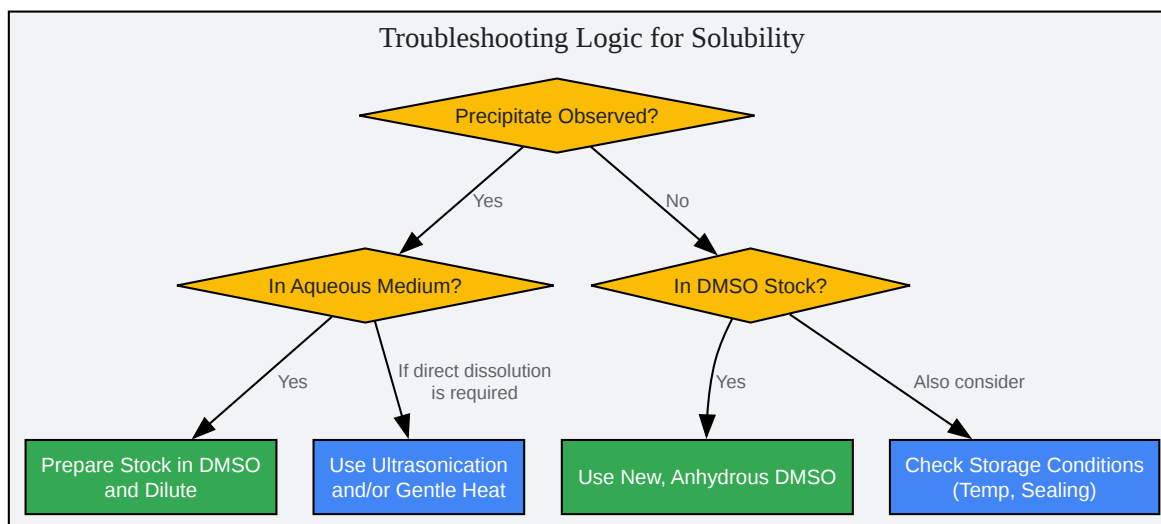 Troubleshooting Logic for Solubility
Precipitate Observed?
Yes
No
In Aqueous Medium?
In DMSO Stock?
Yes
If direct dissolution
is required
Yes
Also consider
Prepare Stock in DMSO
and Dilute
Use Ultrasonication
and/or Gentle Heat
Use New, Anhydrous DMSO
Check Storage Conditions
(Temp, Sealing)